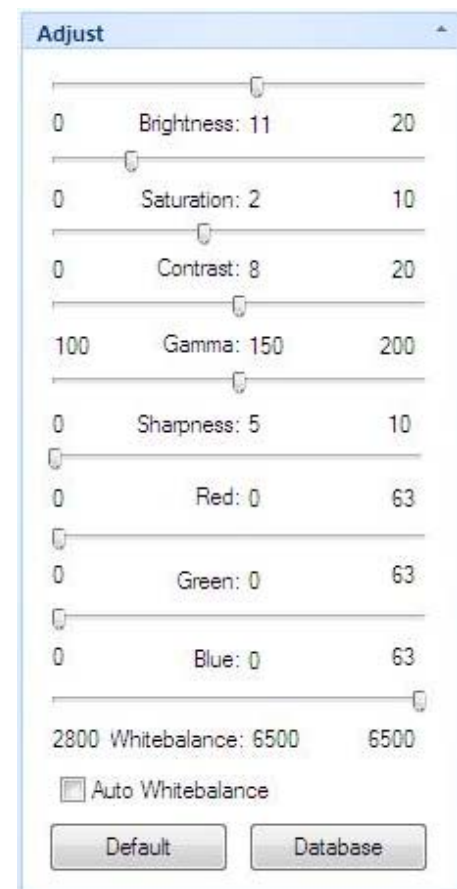 Adjust
0 Brightness: 11 20
0 Saturation: 2 10
0 Contrast: 8 20
100 Gamma: 150 200
0 Sharpness: 5 10
0 Red: 0 63
0 Green: 0 63
0 Blue: 0 63
2800 Whitebalance: 6500 6500
Auto Whitebalance
Default Database